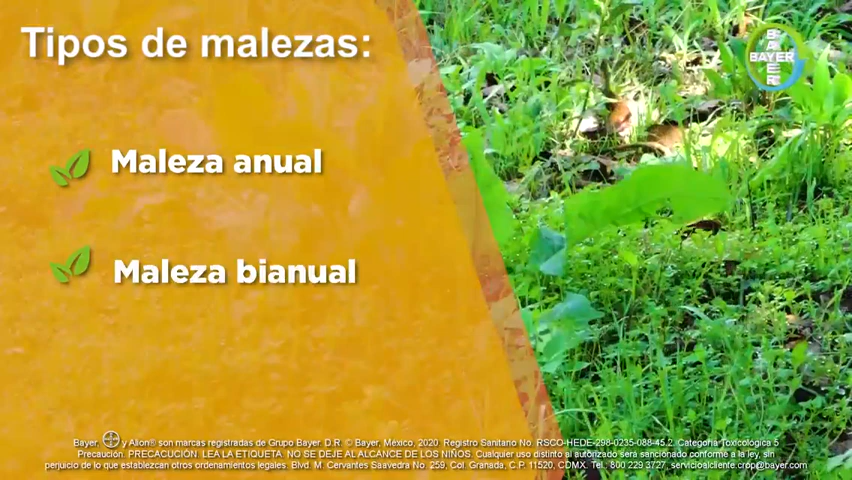 Tipos de malezas:
BAYER
BAYER
Maleza anual
Maleza bianual
Bayer, y Alion® son marcas registradas de Grupo Bayer. D.R. © Bayer, México, 2020. Registro Sanitario No. RSCO-HEDE-298-0235-088-45.2. Categoría Toxicológica 5
Precaución. PRECACUCIÓN. LEA LA ETIQUETA. NO SE DEJE AL ALCANCE DE LOS NIÑOS. Cualquier uso distinto al autorizado será sancionado conforme a la ley, sin
perjuicio de lo que establezcan otros ordenamientos legales. Blvd. M. Cervantes Saavedra No. 259, Col. Granada, C.P. 11520, CDMX. Tel.: 800 229 3727. servicioalcliente.crop@bayer.com